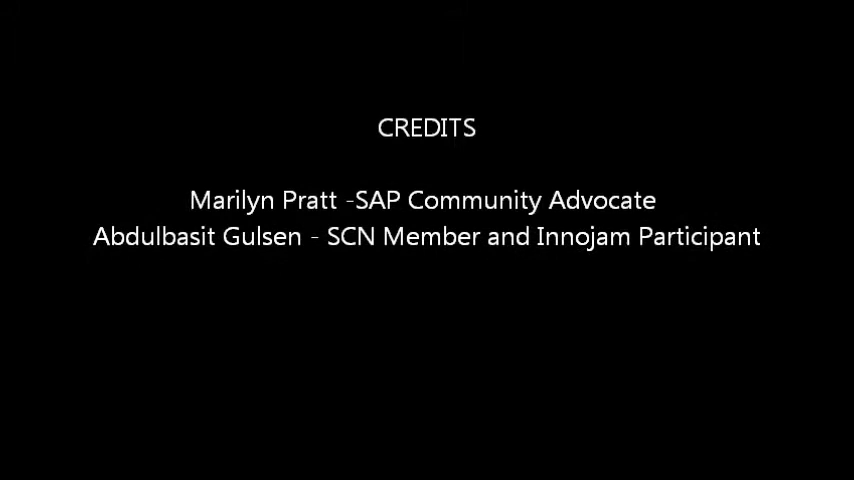 CREDITS
Marilyn Pratt -SAP Community Advocate
Abdulbasit Gulsen - SCN Member and Innojam Participant